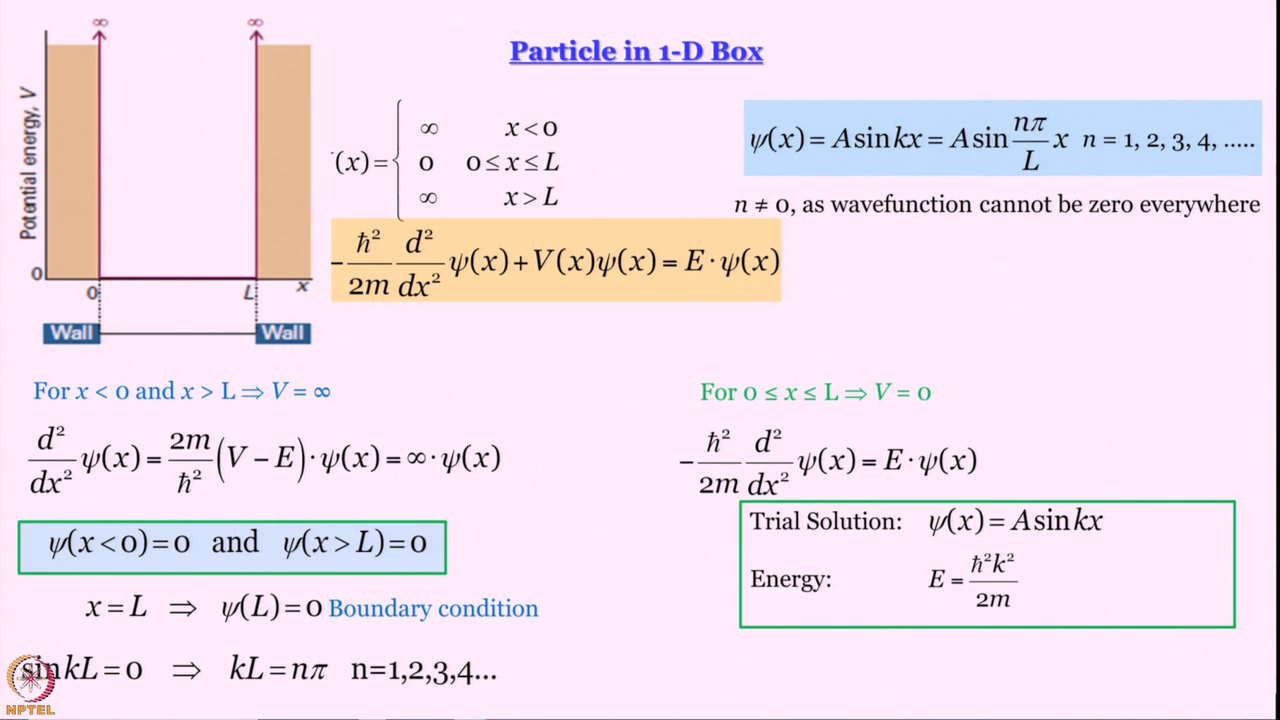 Particle in 1-D Box
∞ ∞
Potential energy, V
0
0 L x
Wall Wall
(x) = { ∞ x < 0
0 0 ≤ x ≤ L
∞ x > L
-ħ²/2m d²/dx² ψ(x) + V(x)ψ(x) = E · ψ(x)
ψ(x) = A sin kx = A sin nπ/L x n = 1, 2, 3, 4, .....
n ≠ 0, as wavefunction cannot be zero everywhere
For x < 0 and x > L ⇒ V = ∞
d²/dx² ψ(x) = 2m/ħ² (V – E) · ψ(x) = ∞ · ψ(x)
ψ(x < 0) = 0 and ψ(x > L) = 0
x = L ⇒ ψ(L) = 0 Boundary condition
sin kL = 0 ⇒ kL = nπ n=1,2,3,4...
For 0 ≤ x ≤ L ⇒ V = 0
-ħ²/2m d²/dx² ψ(x) = E · ψ(x)
Trial Solution: ψ(x) = A sin kx
Energy: E = ħ²k²/2m
NPTEL